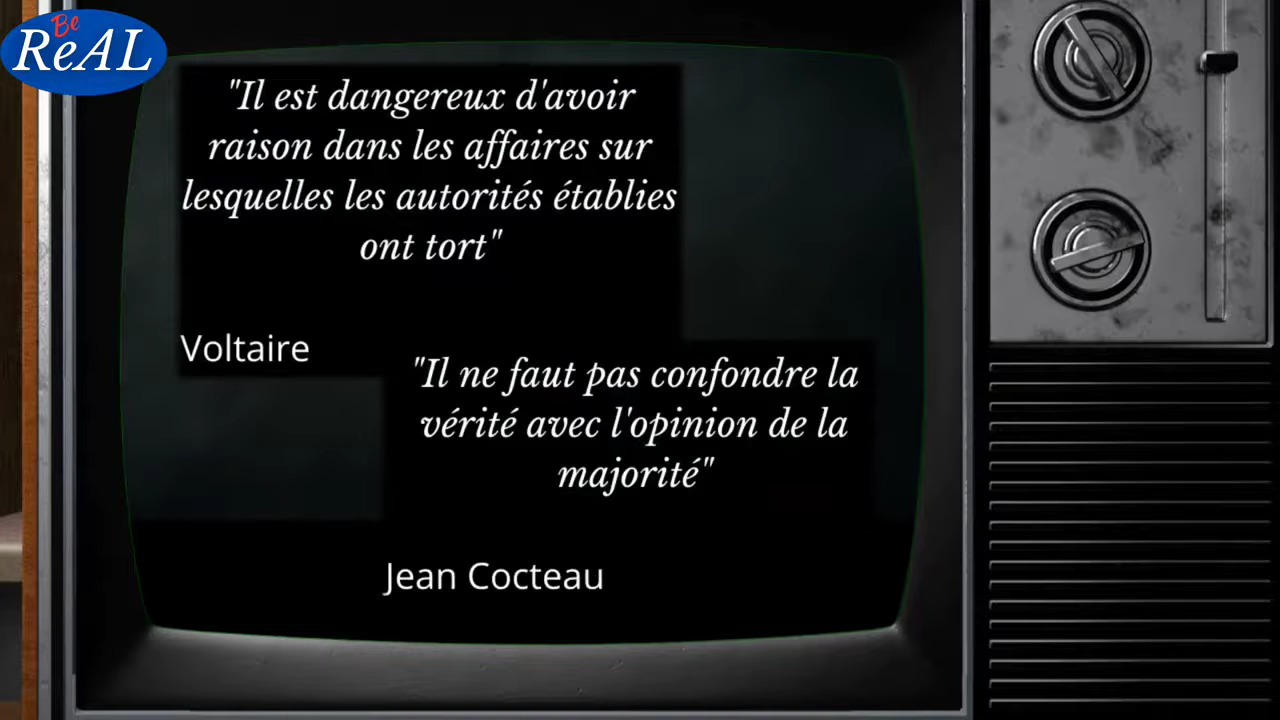 Be
ReAL
"Il est dangereux d'avoir
raison dans les affaires sur
lesquelles les autorités établies
ont tort"
Voltaire
"Il ne faut pas confondre la
vérité avec l'opinion de la
majorité"
Jean Cocteau